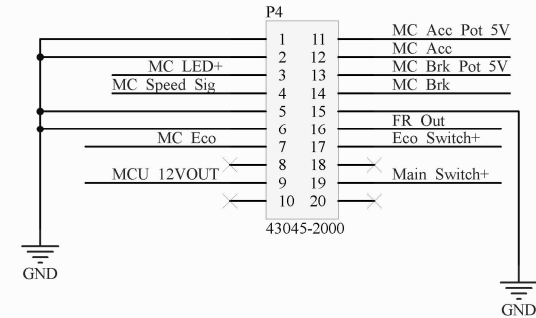 P4
1 11 MC Acc Pot 5V
2 12 MC Acc
MC LED+ 3 13 MC Brk Pot 5V
MC Speed Sig 4 14 MC Brk
5 15
6 16 FR Out
MC Eco 7 17 Eco Switch+
8 18
MCU 12VOUT 9 19 Main Switch+
10 20
43045-2000
GND
GND